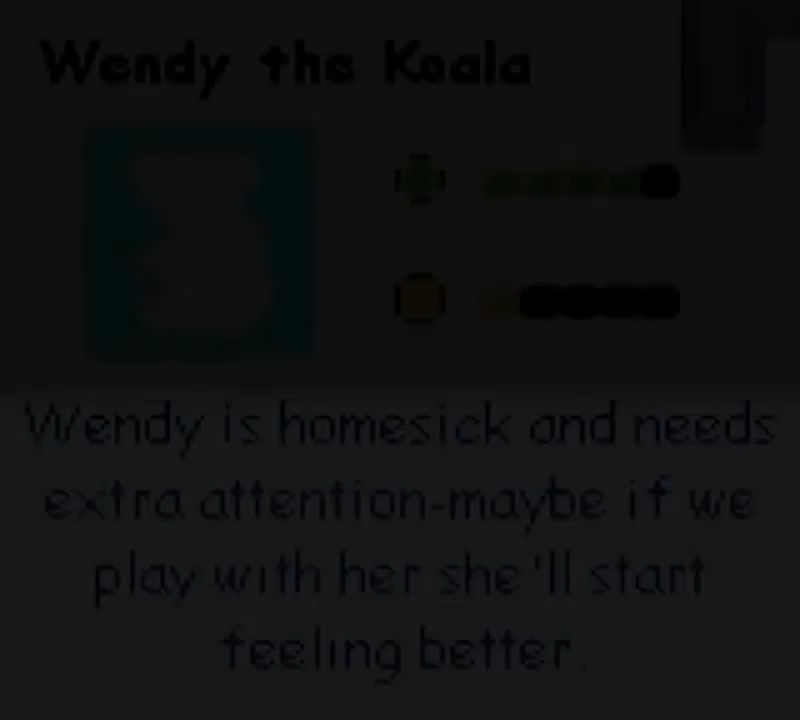 Wendy the Koala
Wendy is homesick and needs
extra attention-maybe if we
play with her she'll start
feeling better.